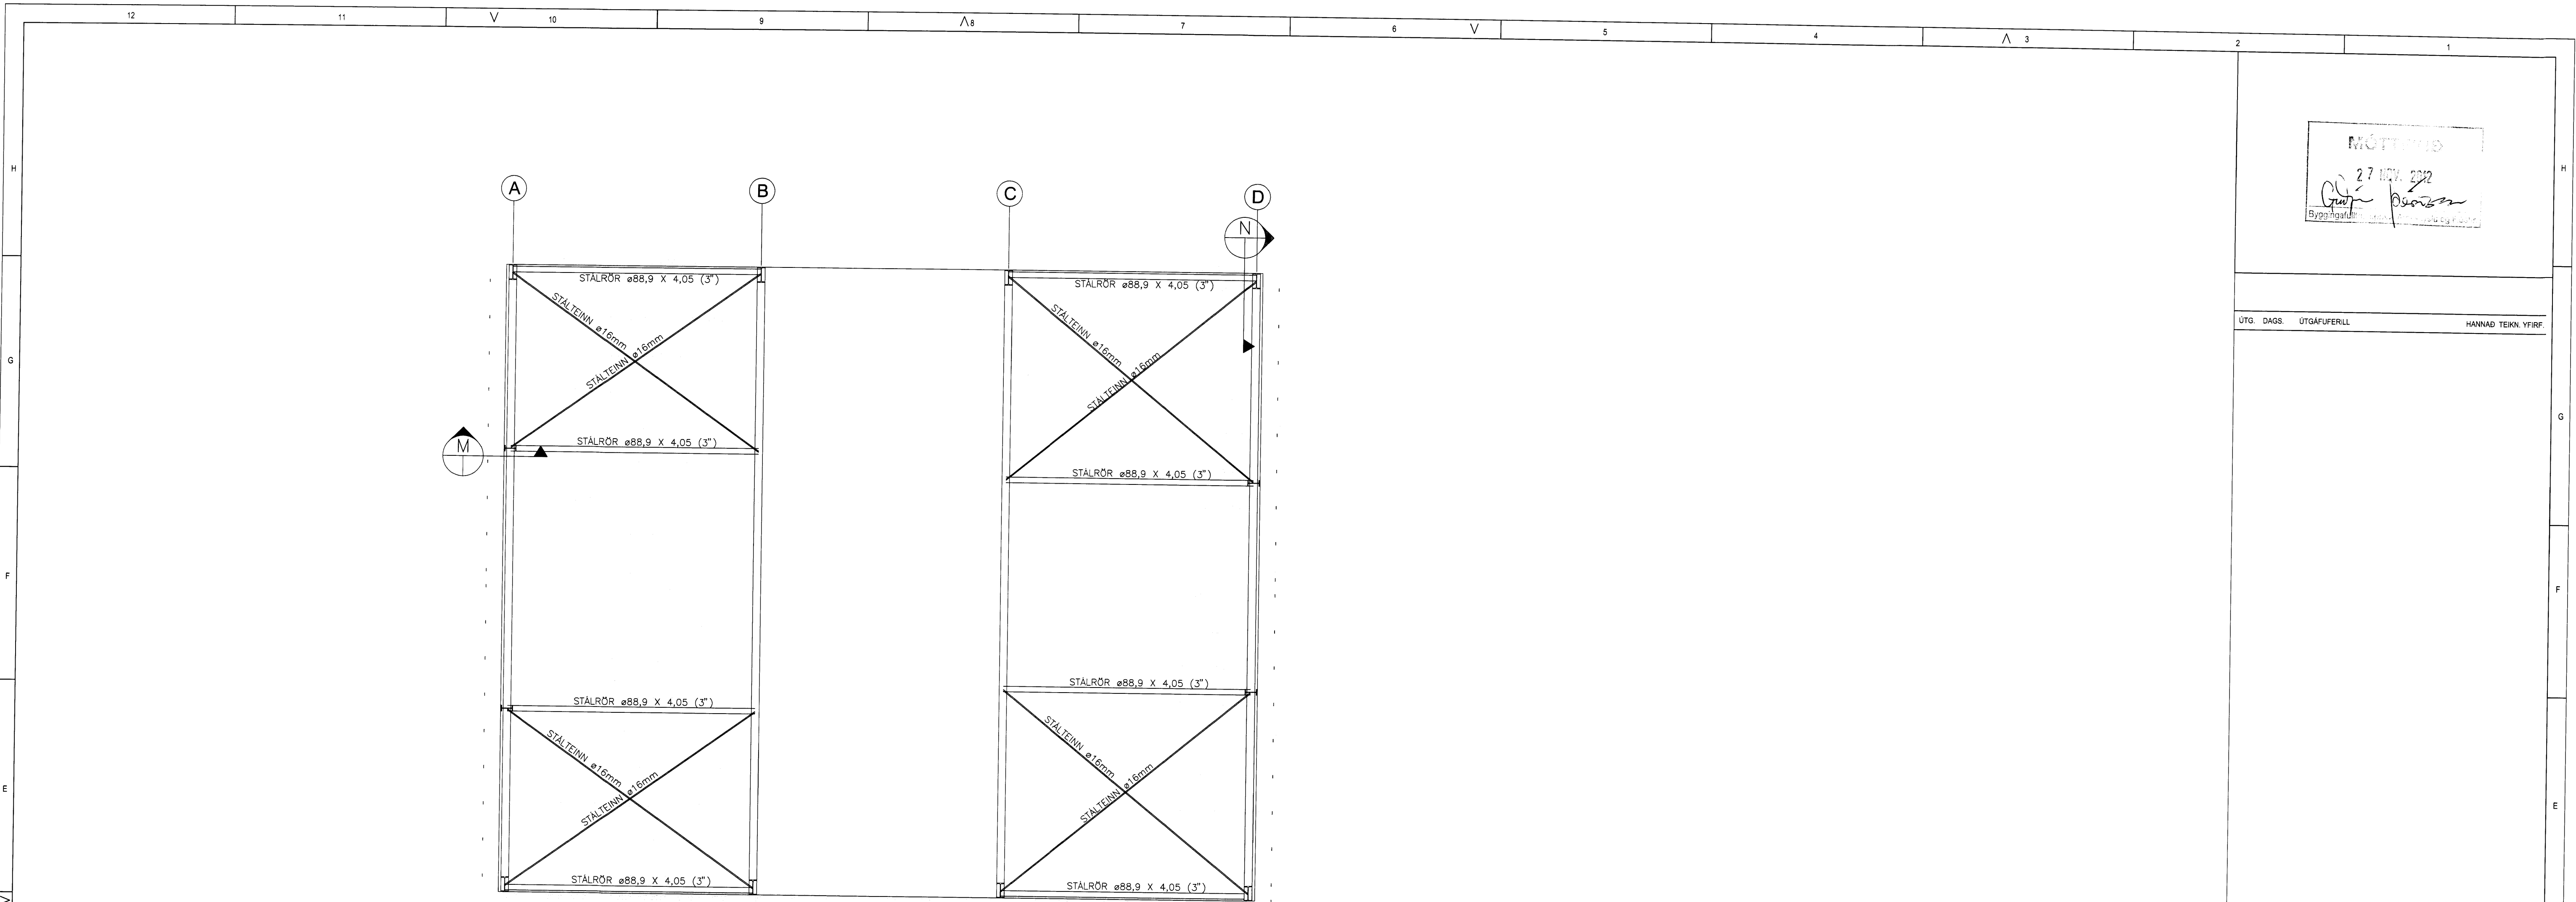 12 11 10 9 8 7 6 5 4 3 2 1
H H
27 NOV. 2012
A B C D
N
STÁLRÖR ø88,9 X 4,05 (3") STÁLRÖR ø88,9 X 4,05 (3")
STÁLTEINN ø16mm STÁLTEINN ø16mm
STÁLTEINN ø16mm STÁLTEINN ø16mm
ÚTG. DAGS. ÚTGÁFUFERILL HANNAÐ TEIKN. YFIRF.
G G
M
STÁLRÖR ø88,9 X 4,05 (3") STÁLRÖR ø88,9 X 4,05 (3")
F F
STÁLRÖR ø88,9 X 4,05 (3") STÁLRÖR ø88,9 X 4,05 (3")
STÁLTEINN ø16mm STÁLTEINN ø16mm
STÁLTEINN ø16mm STÁLTEINN ø16mm
E E
STÁLRÖR ø88,9 X 4,05 (3") STÁLRÖR ø88,9 X 4,05 (3")